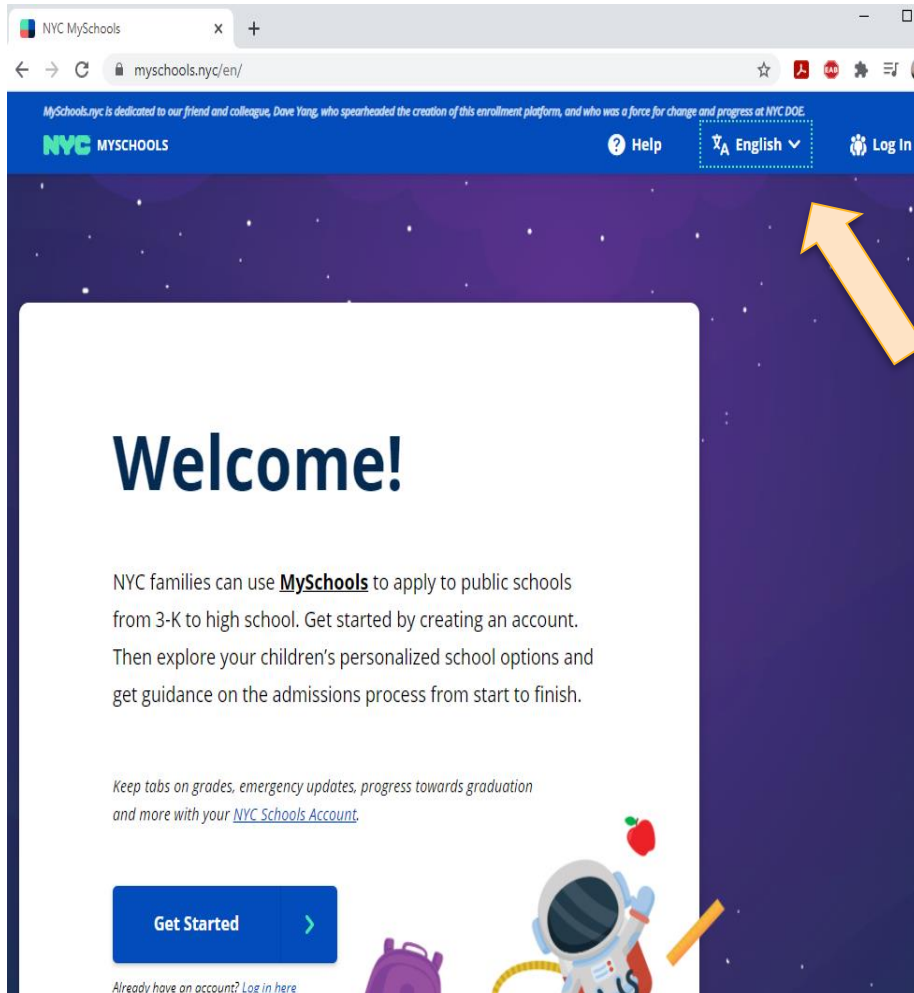 NYC MySchools
myschools.nyc/en/
EAB
MySchools.nyc is dedicated to our friend and colleague, Dave Yang, who spearheaded the creation of this enrollment platform, and who was a force for change and progress at NYC DOE.
NYC MYSCHOOLS
? Help
English
Log In
Welcome!
NYC families can use MySchools to apply to public schools
from 3-K to high school. Get started by creating an account.
Then explore your children's personalized school options and
get guidance on the admissions process from start to finish.
Keep tabs on grades, emergency updates, progress towards graduation
and more with your NYC Schools Account.
Get Started
Already have an account? Log in here